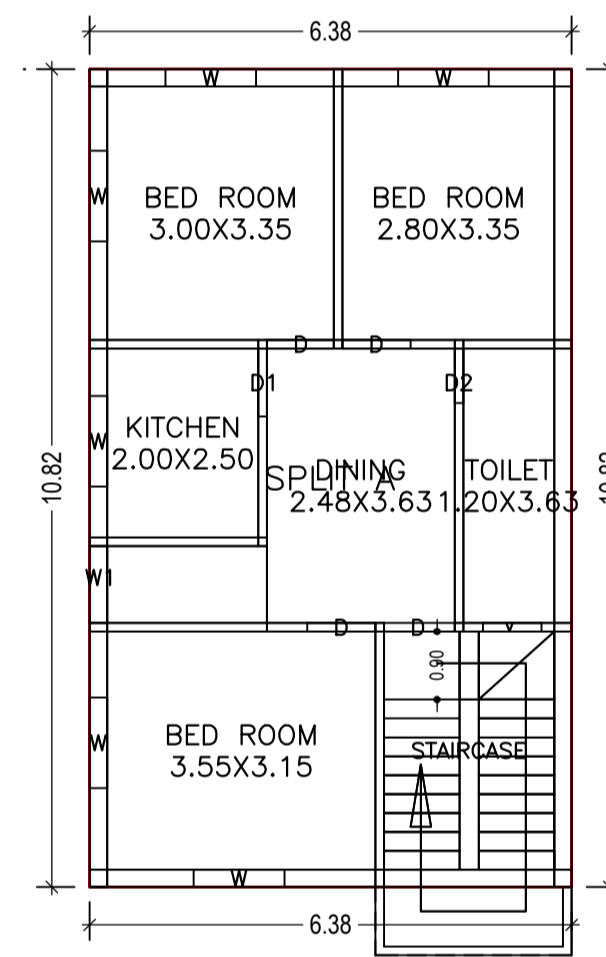 6.38
W
W
W
BED ROOM
3.00X3.35
BED ROOM
2.80X3.35
D
D
D1
D2
KITCHEN
2.00X2.50
W
SPLIT A
DINING
2.48X3.63
TOILET
1.20X3.63
10.82
10.82
W1
D
D
V
0.90
BED ROOM
3.55X3.15
W
STAIRCASE
W
6.38